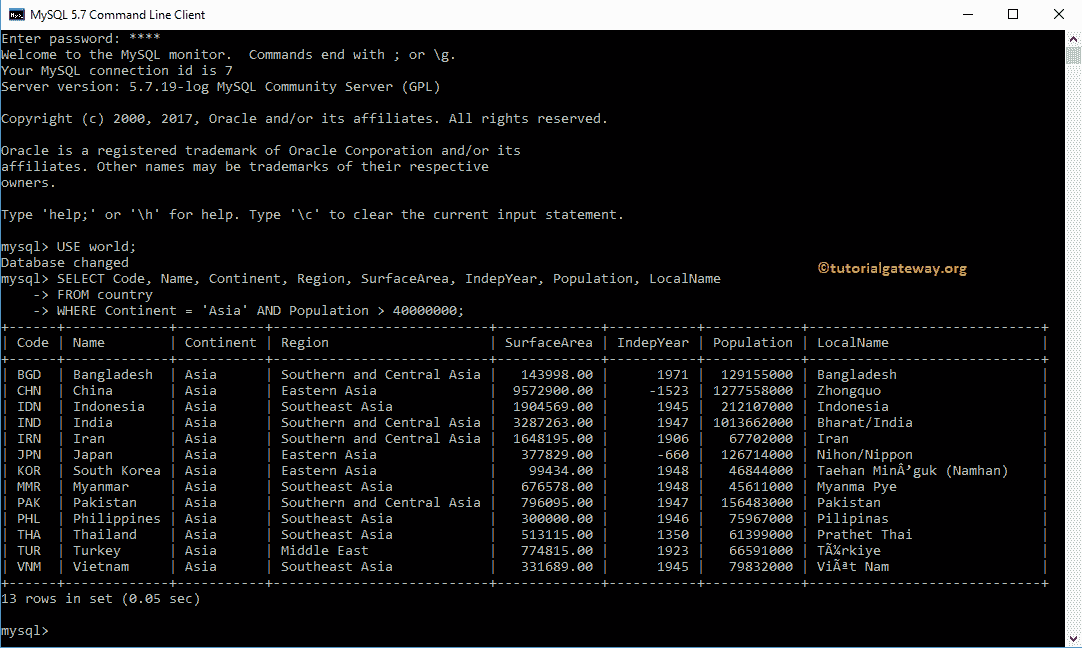 MySQL 5.7 Command Line Client
Enter password: ****
Welcome to the MySQL monitor.  Commands end with ; or \g.
Your MySQL connection id is 7
Server version: 5.7.19-log MySQL Community Server (GPL)
Copyright (c) 2000, 2017, Oracle and/or its affiliates. All rights reserved.
Oracle is a registered trademark of Oracle Corporation and/or its
affiliates. Other names may be trademarks of their respective
owners.
Type 'help;' or '\h' for help. Type '\c' to clear the current input statement.
mysql> USE world;
Database changed
©tutorialgateway.org
mysql> SELECT Code, Name, Continent, Region, SurfaceArea, IndepYear, Population, LocalName
    -> FROM country
    -> WHERE Continent = 'Asia' AND Population > 40000000;
+------+-------------+-----------+---------------------------+-------------+-----------+------------+-----------------------------+
| Code | Name        | Continent | Region                    | SurfaceArea | IndepYear | Population | LocalName                   |
+------+-------------+-----------+---------------------------+-------------+-----------+------------+-----------------------------+
| BGD  | Bangladesh  | Asia      | Southern and Central Asia |   143998.00 |      1971 |  129155000 | Bangladesh                  |
| CHN  | China       | Asia      | Eastern Asia              |  9572900.00 |     -1523 | 1277558000 | Zhongquo                    |
| IDN  | Indonesia   | Asia      | Southeast Asia            |  1904569.00 |      1945 |  212107000 | Indonesia                   |
| IND  | India       | Asia      | Southern and Central Asia |  3287263.00 |      1947 | 1013662000 | Bharat/India                |
| IRN  | Iran        | Asia      | Southern and Central Asia |  1648195.00 |      1906 |   67702000 | Iran                        |
| JPN  | Japan       | Asia      | Eastern Asia              |   377829.00 |      -660 |  126714000 | Nihon/Nippon                |
| KOR  | South Korea | Asia      | Eastern Asia              |    99434.00 |      1948 |   46844000 | Taehan MinÂ’guk (Namhan)    |
| MMR  | Myanmar     | Asia      | Southeast Asia            |   676578.00 |      1948 |   45611000 | Myanma Pye                  |
| PAK  | Pakistan    | Asia      | Southern and Central Asia |   796095.00 |      1947 |  156483000 | Pakistan                    |
| PHL  | Philippines | Asia      | Southeast Asia            |   300000.00 |      1946 |   75967000 | Pilipinas                   |
| THA  | Thailand    | Asia      | Southeast Asia            |   513115.00 |      1350 |   61399000 | Prathet Thai                |
| TUR  | Turkey      | Asia      | Middle East               |   774815.00 |      1923 |   66591000 | TÃ¼rkiye                    |
| VNM  | Vietnam     | Asia      | Southeast Asia            |   331689.00 |      1945 |   79832000 | ViÃªt Nam                   |
+------+-------------+-----------+---------------------------+-------------+-----------+------------+-----------------------------+
13 rows in set (0.05 sec)
mysql>